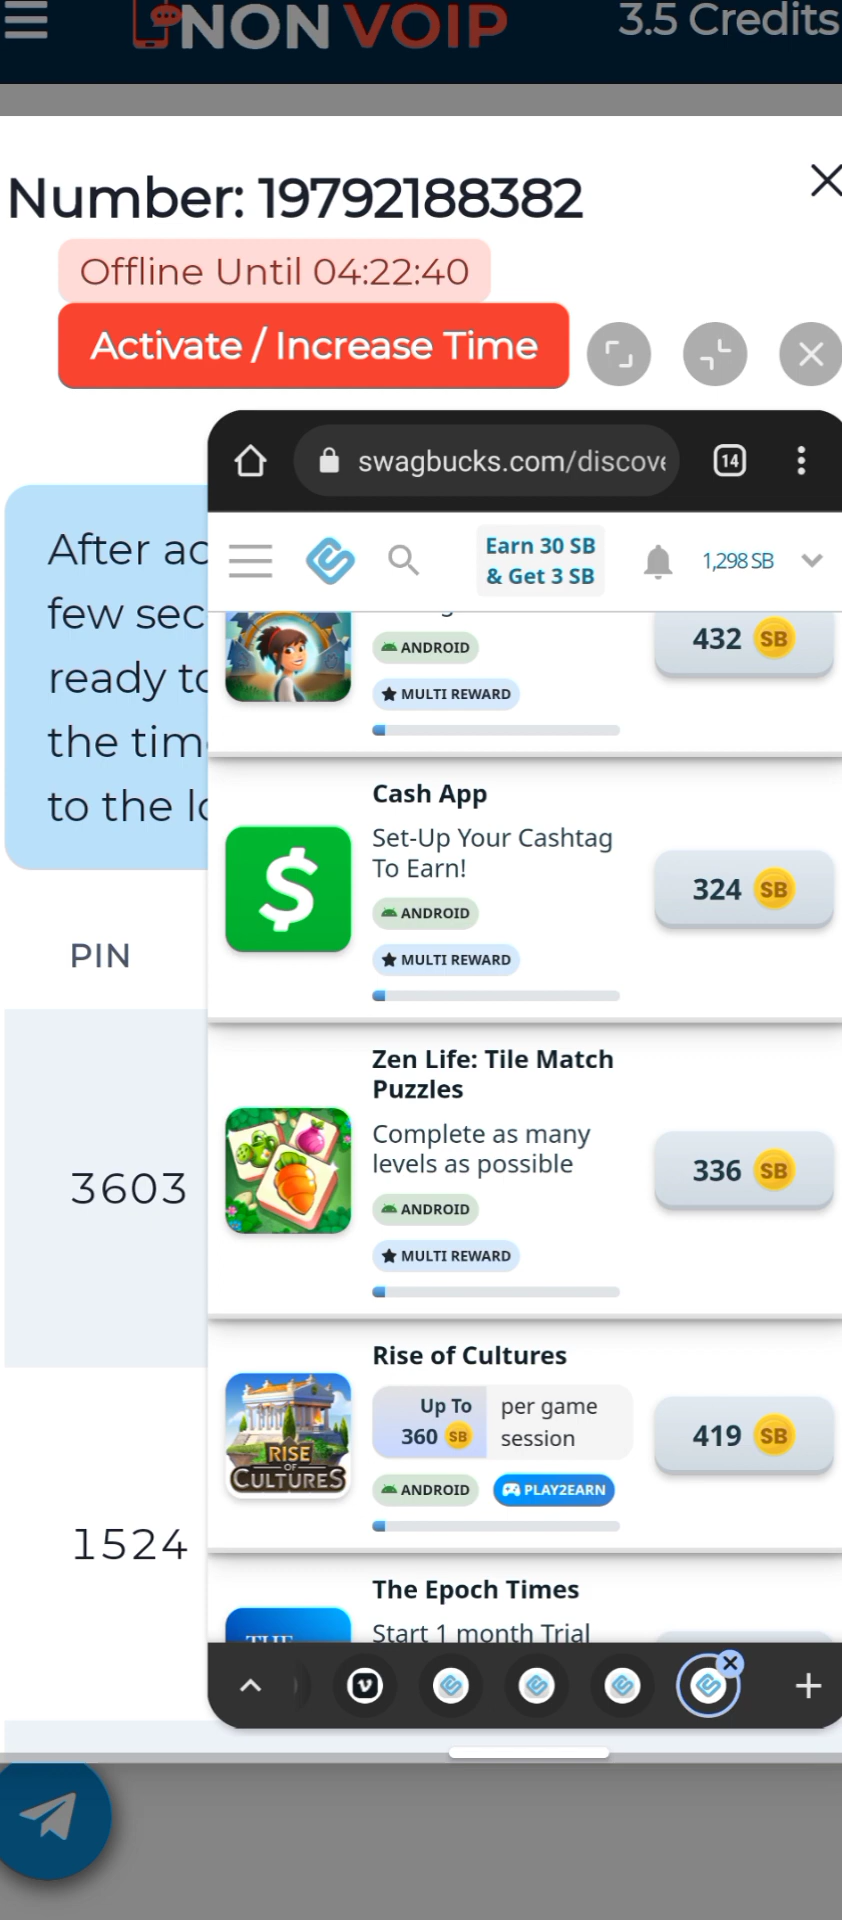 NON VOIP
3.5 Credits
Number: 19792188382
Offline Until 04:22:40
Activate / Increase Time
After
few sec
ready
the
to the
PIN
3603
1524
swagbucks.com/discove
14
Earn 30 SB
& Get 3 SB
1,298 SB
ANDROID
MULTI REWARD
432 SB
Cash App
Set-Up Your Cashtag
To Earn!
ANDROID
MULTI REWARD
324 SB
Zen Life: Tile Match
Puzzles
Complete as many
levels as possible
ANDROID
MULTI REWARD
336 SB
RISE
OF
CULTURES
Rise of Cultures
Up To
360 SB
per game
session
ANDROID
PLAY2EARN
419 SB
THE
The Epoch Times
Start 1 month Trial